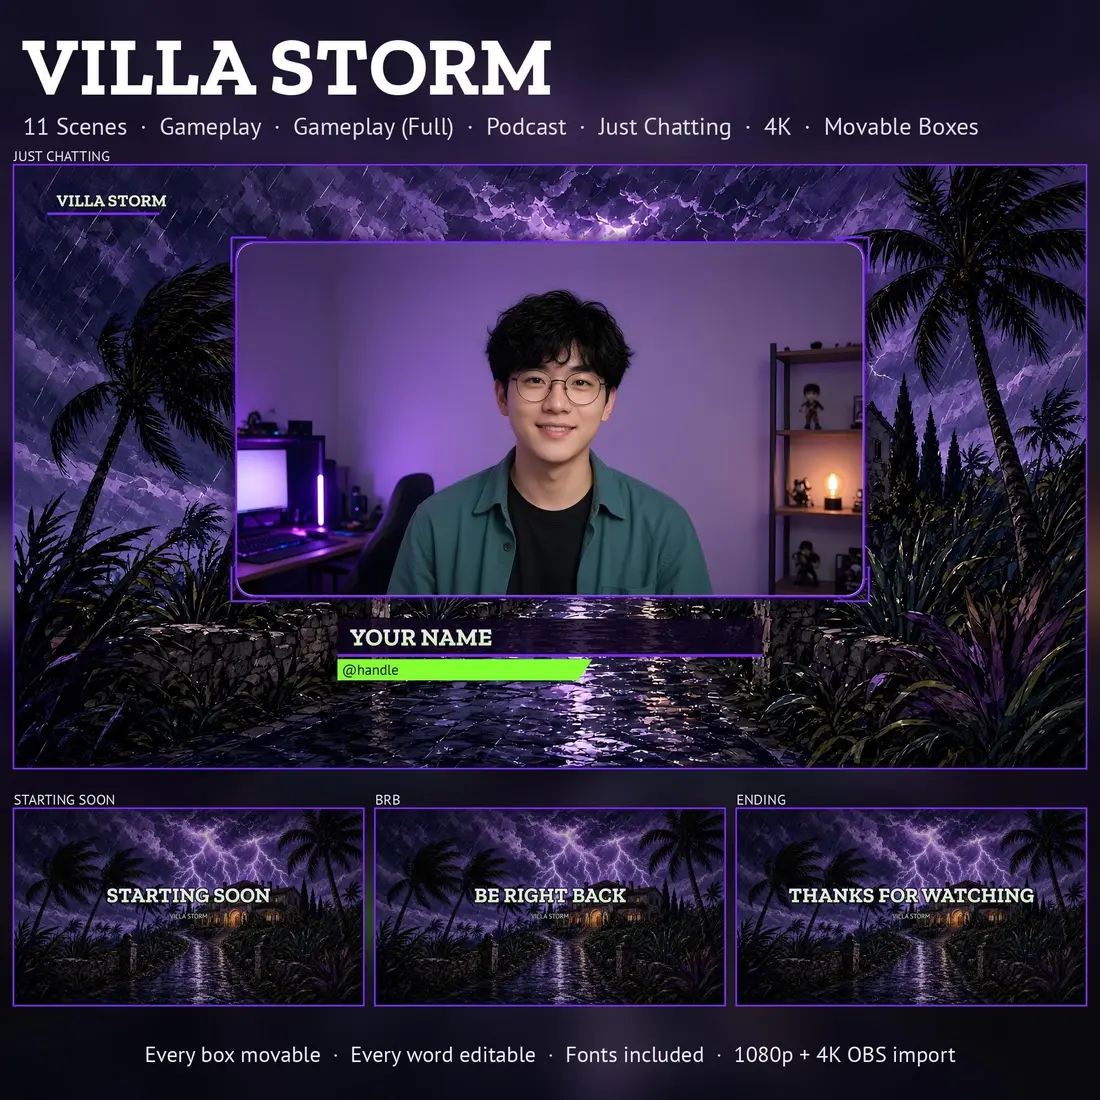 VILLA STORM
11 Scenes · Gameplay · Gameplay (Full) · Podcast · Just Chatting · 4K · Movable Boxes
JUST CHATTING
VILLA STORM
YOUR NAME
@handle
STARTING SOON
BRB
ENDING
STARTING SOON
VILLA STORM
BE RIGHT BACK
VILLA STORM
THANKS FOR WATCHING
VILLA STORM
Every box movable · Every word editable · Fonts included · 1080p + 4K OBS import